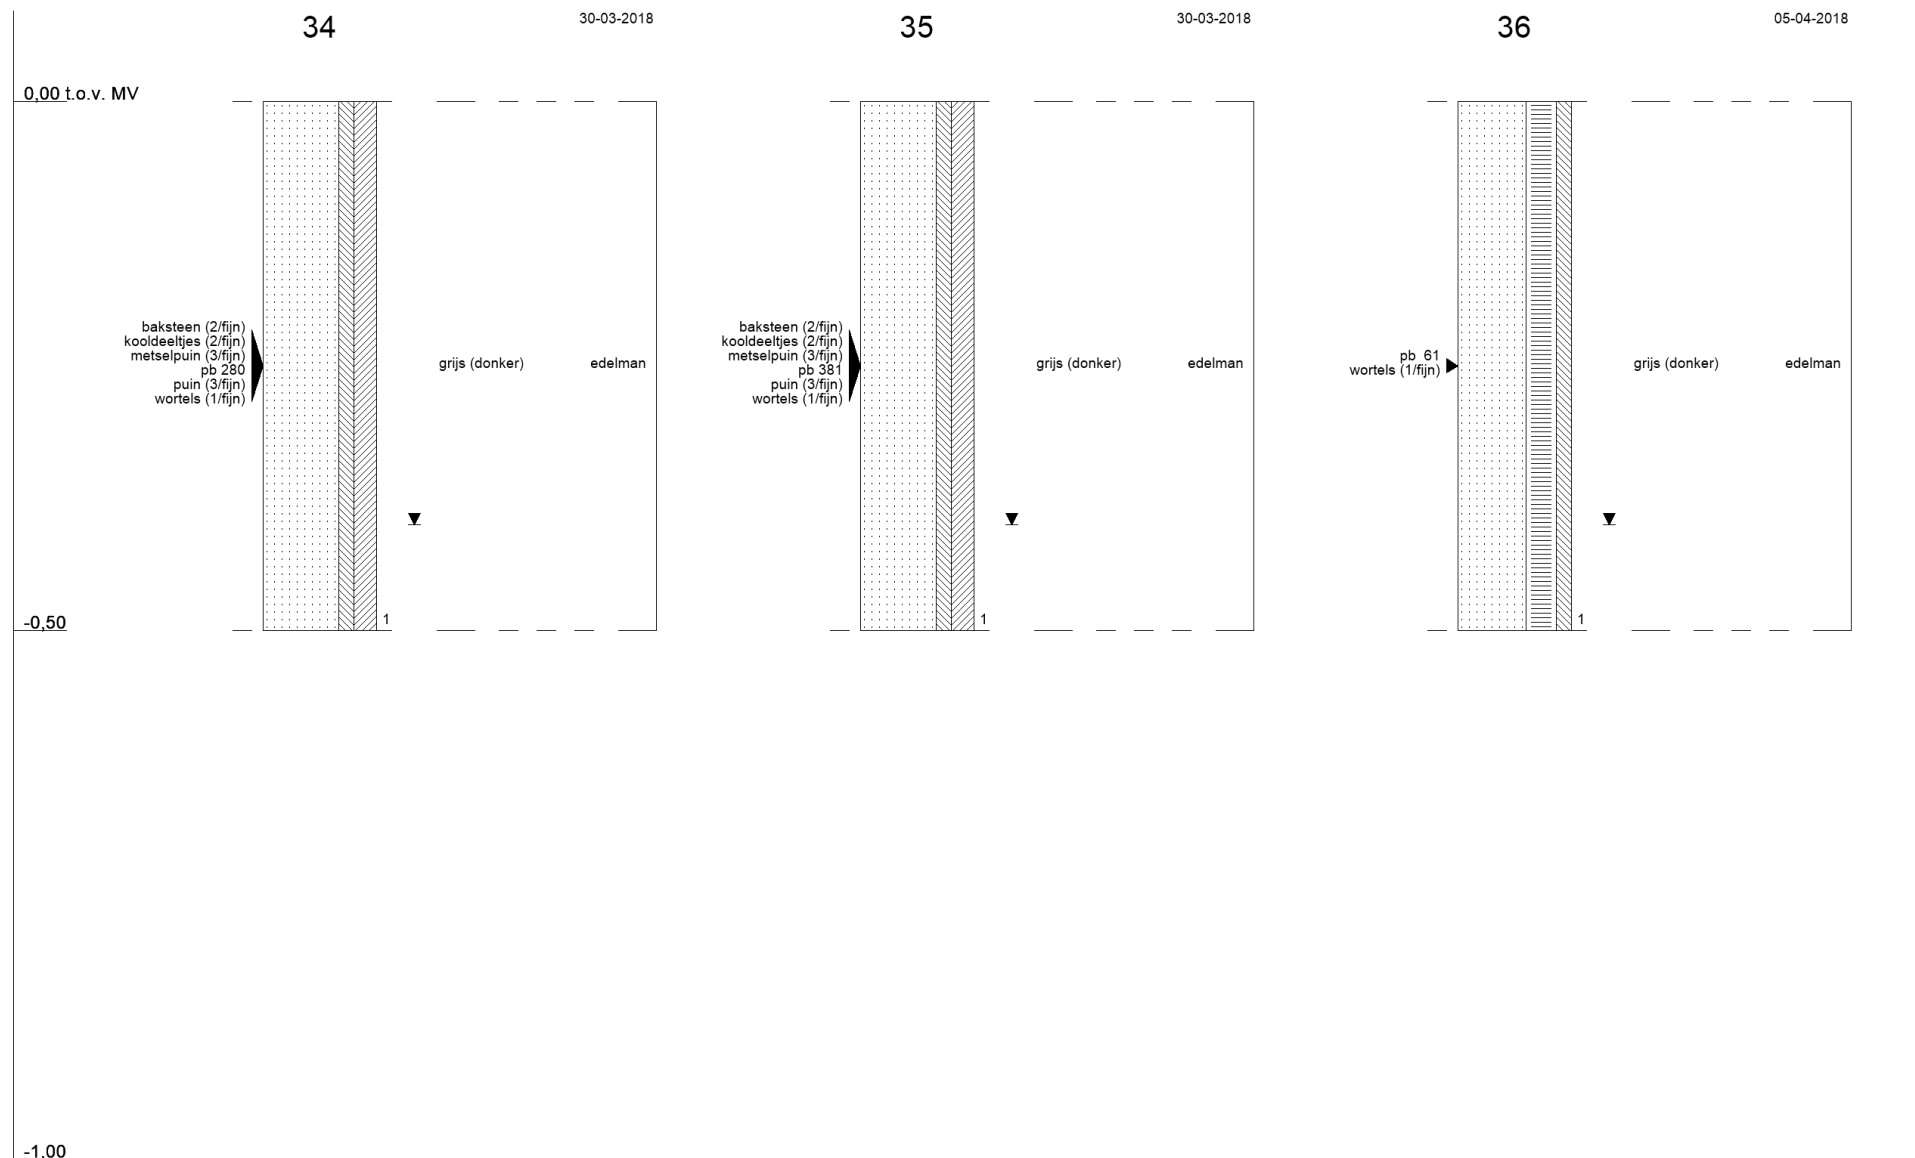 34
30-03-2018
35
30-03-2018
36
05-04-2018
0,00 t.o.v. MV
baksteen (2/fijn)
kooldeeltjes (2/fijn)
metselpuin (3/fijn)
pb 280
puin (3/fijn)
wortels (1/fijn)
grijs (donker)
edelman
1
baksteen (2/fijn)
kooldeeltjes (2/fijn)
metselpuin (3/fijn)
pb 381
puin (3/fijn)
wortels (1/fijn)
grijs (donker)
edelman
1
pb 61
wortels (1/fijn)
grijs (donker)
edelman
1
-0,50
-1,00